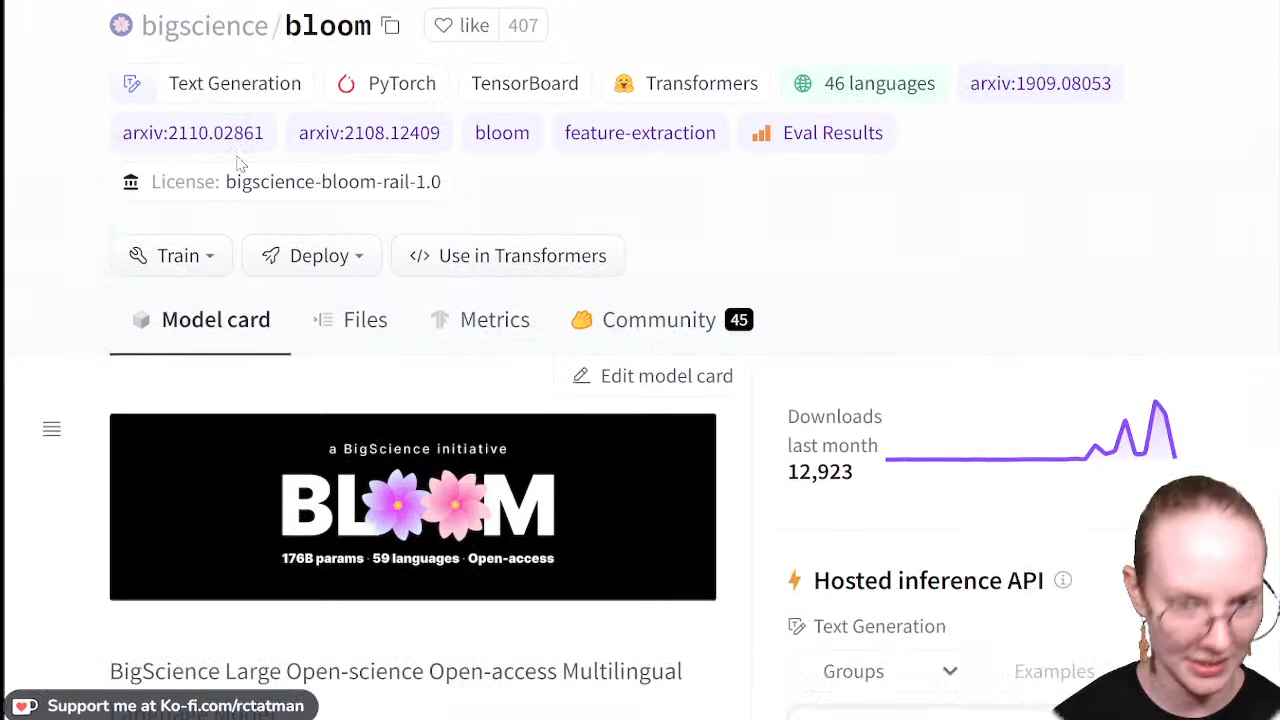 bigscience / bloom like 407
Text Generation PyTorch TensorBoard Transformers 46 languages arxiv:1909.08053
arxiv:2110.02861 arxiv:2108.12409 bloom feature-extraction Eval Results
License: bigscience-bloom-rail-1.0
Train Deploy </> Use in Transformers
Model card Files Metrics Community 45
Edit model card
a BigScience initiative
BLOOM
176B params · 59 languages · Open-access
Downloads
last month
12,923
Hosted inference API
Text Generation
Groups Examples
BigScience Large Open-science Open-access Multilingual
Support me at Ko-fi.com/rctatman